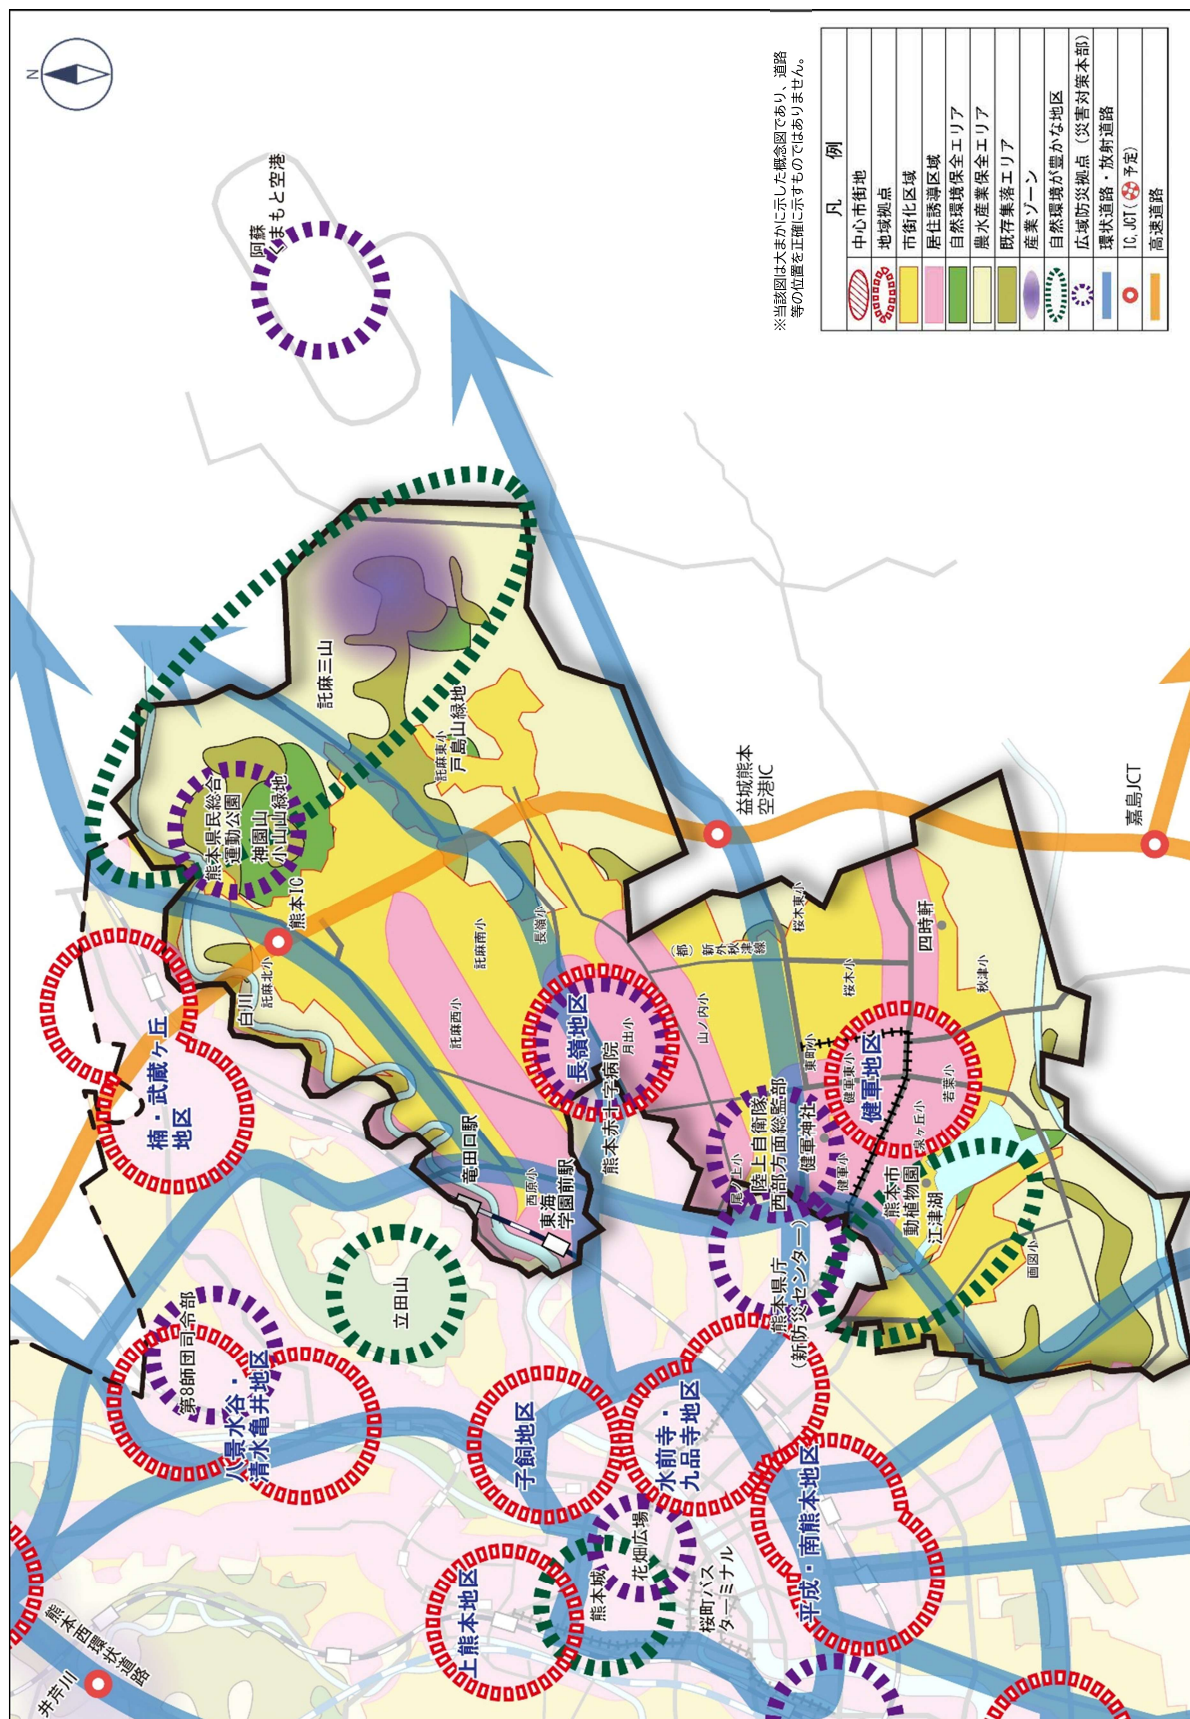 N
※当該図は大まかに示した概念図であり、道路
等の位置を正確に示すものではありません。
凡 例
中心市街地
地域拠点
市街化区域
居住誘導区域
自然環境保全エリア
農水産業保全エリア
既存集落エリア
産業ゾーン
自然環境が豊かな地区
広域防災拠点（災害対策本部）
環状道路・放射道路
IC,JCT( 予定)
高速道路
阿蘇
くまもと空港
託麻三山
託麻東小
戸島山緑地
熊本県民総合
運動公園
神園山
小山山緑地
熊本IC
益城熊本
空港IC
嘉島JCT
白川
託麻北小
託麻南小
長嶺小
託麻西小
（都）
新外秋津線
桜木東小
桜木小
四時軒
秋津小
楠・武蔵ヶ丘
地区
長嶺地区
月出小
山ノ内小
熊本赤十字病院
東町小
健軍東小
健軍地区
若葉小
泉ヶ丘小
竜田口駅
西原小
東海
学園前駅
尾ノ上小
陸上自衛隊
西部方面総監部
健軍神社
健軍小
熊本市
動植物園
江津湖
画図小
立田山
第8師団司令部
八景水谷・
清水亀井地区
熊本県庁
（新防災センター）
子飼地区
水前寺・
九品寺地区
平成・南熊本地区
花畑広場
熊本城
桜町バス
ターミナル
上熊本地区
熊本西環状道路
井芹川